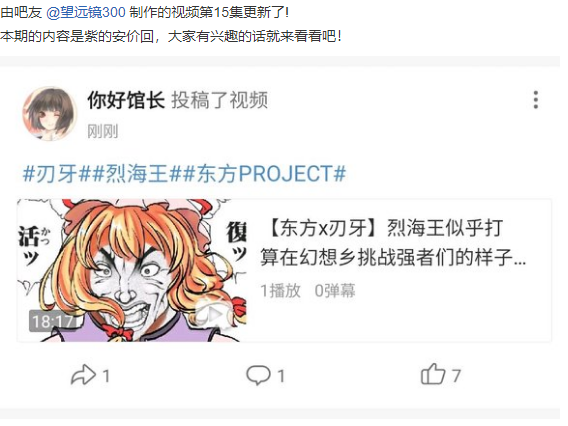 由吧友 @望远镜300 制作的视频第15集更新了!
本期的内容是紫的安价回，大家有兴趣的话就来看看吧!
你好馆长 投稿了视频
刚刚
#刃牙##烈海王##东方PROJECT#
活ッ
かつ
復ッ
18:17
【东方x刃牙】烈海王似乎打
算在幻想乡挑战强者们的样子...
1播放 0弹幕
1
1
7